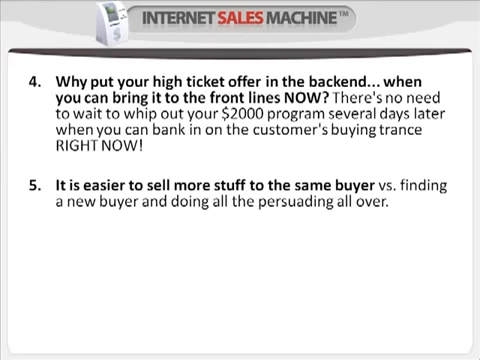 INTERNET SALES MACHINE™
4. Why put your high ticket offer in the backend... when
you can bring it to the front lines NOW? There's no need
to wait to whip out your $2000 program several days later
when you can bank in on the customer's buying trance
RIGHT NOW!
5. It is easier to sell more stuff to the same buyer vs. finding
a new buyer and doing all the persuading all over.